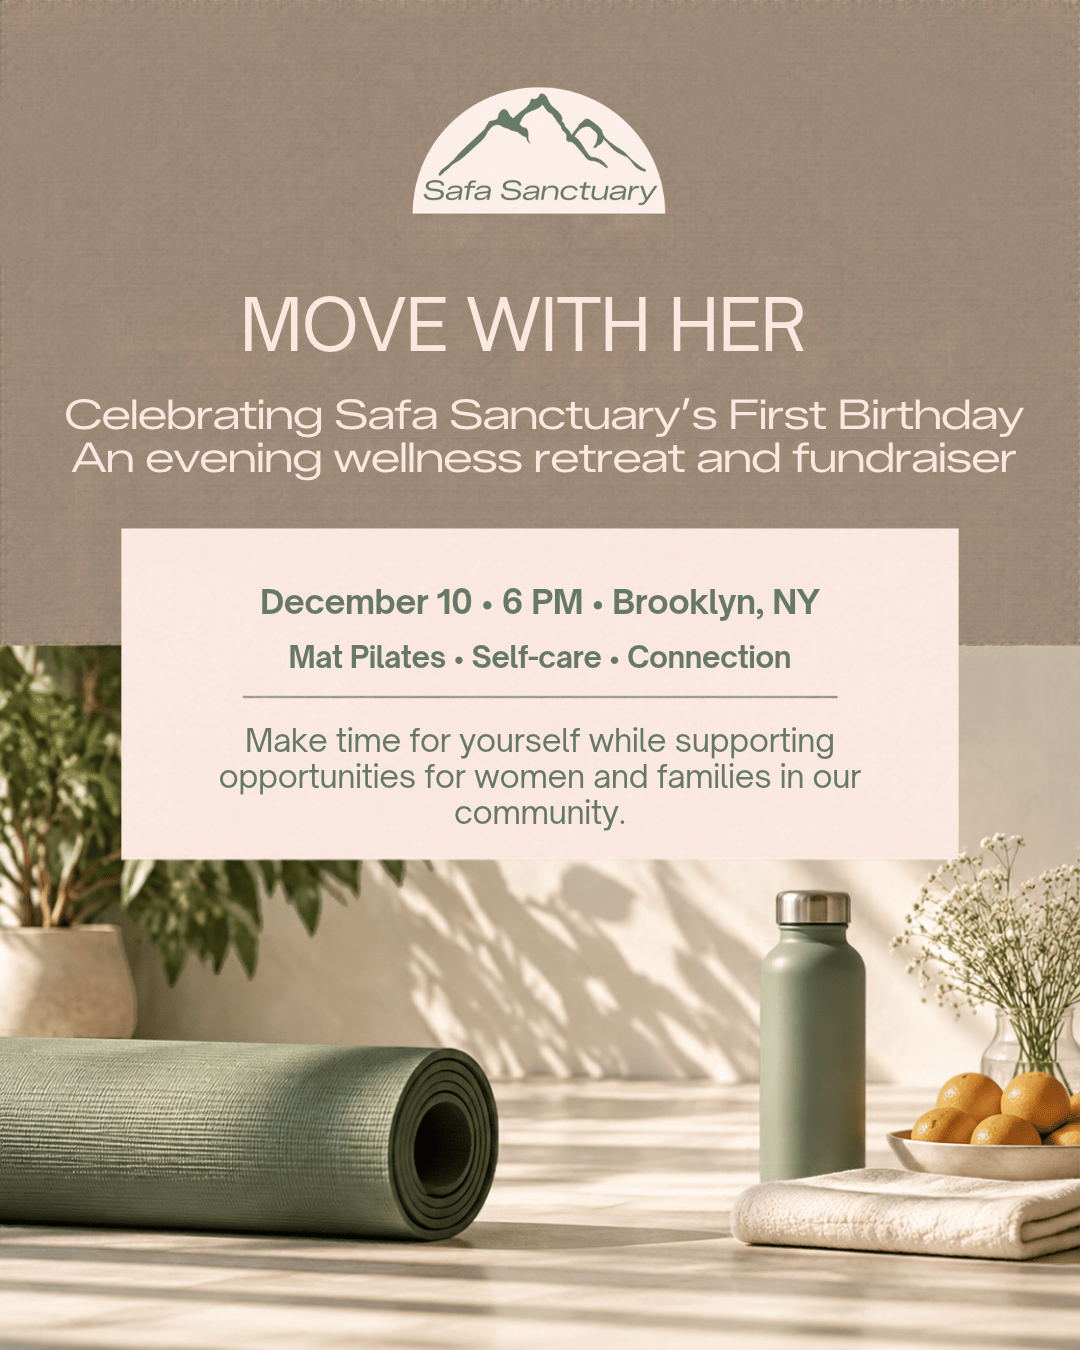 Safa Sanctuary
MOVE WITH HER
Celebrating Safa Sanctuary’s First Birthday
An evening wellness retreat and fundraiser
December 10 • 6 PM • Brooklyn, NY
Mat Pilates • Self-care • Connection
Make time for yourself while supporting
opportunities for women and families in our
community.